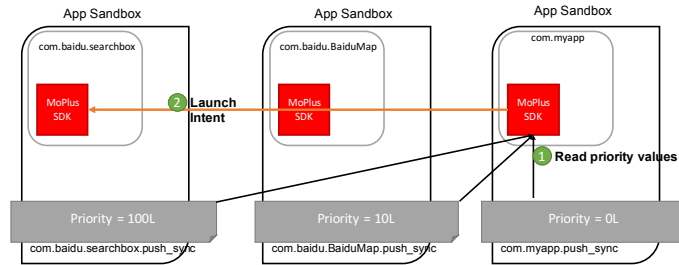 App Sandbox
App Sandbox
App Sandbox
com.baidu.searchbox
com.baidu.BaiduMap
com.myapp
MoPlus
SDK
2
Launch
Intent
MoPlus
SDK
MoPlus
SDK
1
Read priority values
Priority = 100L
Priority = 10L
Priority = 0L
com.baidu.searchbox.push_sync
com.baidu.BaiduMap.push_sync
com.myapp.push_sync